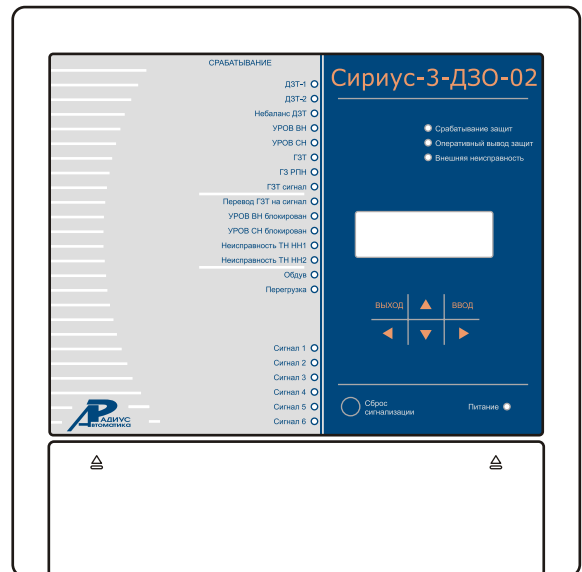 СРАБАТЫВАНИЕ
ДЗТ-1
ДЗТ-2
Небаланс ДЗТ
УРОВ ВН
УРОВ СН
ГЗТ
ГЗ РПН
ГЗТ сигнал
Перевод ГЗТ на сигнал
УРОВ ВН блокирован
УРОВ СН блокирован
Неисправность ТН НН1
Неисправность ТН НН2
Обдув
Перегрузка
Сигнал 1
Сигнал 2
Сигнал 3
Сигнал 4
Сигнал 5
Сигнал 6
РАДИУС
Автоматика
Сириус-3-ДЗО-02
Срабатывание защит
Оперативный вывод защит
Внешняя неисправность
ВЫХОД
ВВОД
Сброс
сигнализации
Питание